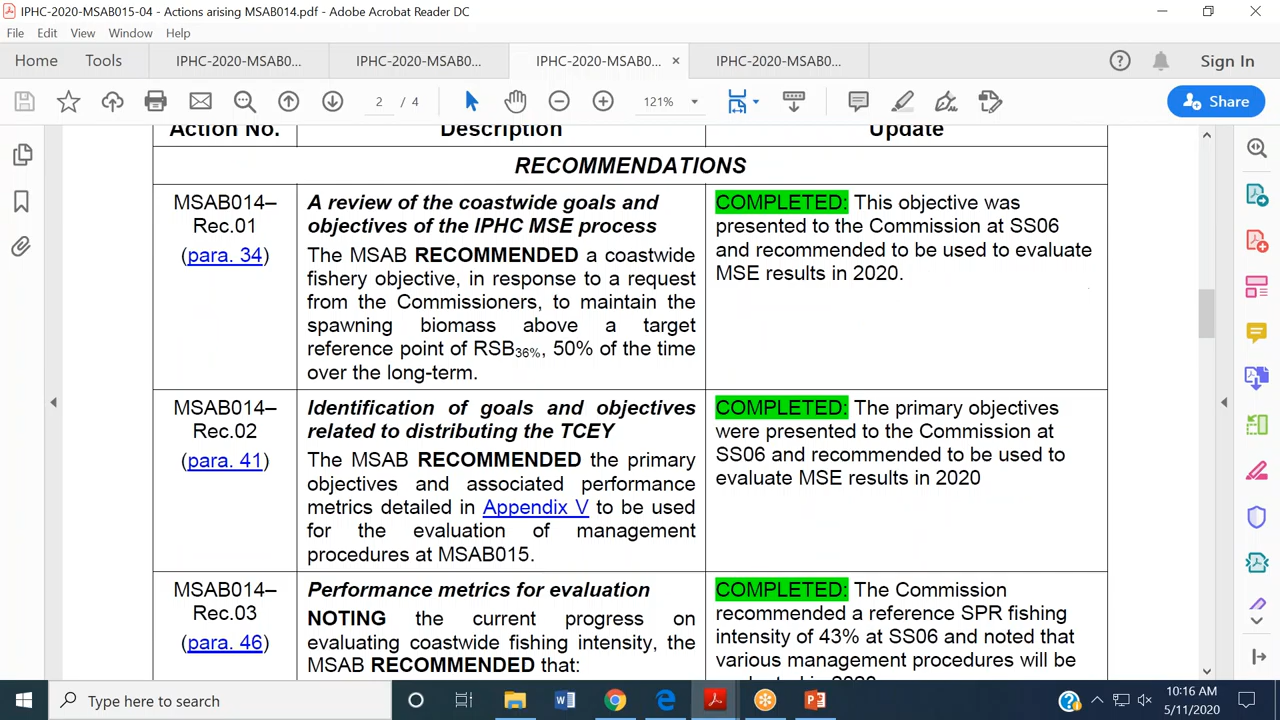 IPHC-2020-MSAB015-04 - Actions arising MSAB014.pdf - Adobe Acrobat Reader DC
File Edit View Window Help
Home Tools IPHC-2020-MSAB0... IPHC-2020-MSAB0... IPHC-2020-MSAB0... × IPHC-2020-MSAB0... Sign In
2 / 4 121% Share
Action No. Description Update
RECOMMENDATIONS
MSAB014–
Rec.01
(para. 34)
A review of the coastwide goals and
objectives of the IPHC MSE process
The MSAB RECOMMENDED a coastwide
fishery objective, in response to a request
from the Commissioners, to maintain the
spawning biomass above a target
reference point of RSB36%, 50% of the time
over the long-term.
COMPLETED: This objective was
presented to the Commission at SS06
and recommended to be used to evaluate
MSE results in 2020.
MSAB014–
Rec.02
(para. 41)
Identification of goals and objectives
related to distributing the TCEY
The MSAB RECOMMENDED the primary
objectives and associated performance
metrics detailed in Appendix V to be used
for the evaluation of management
procedures at MSAB015.
COMPLETED: The primary objectives
were presented to the Commission at
SS06 and recommended to be used to
evaluate MSE results in 2020
MSAB014–
Rec.03
(para. 46)
Performance metrics for evaluation
NOTING the current progress on
evaluating coastwide fishing intensity, the
MSAB RECOMMENDED that:
COMPLETED: The Commission
recommended a reference SPR fishing
intensity of 43% at SS06 and noted that
various management procedures will be
Type here to search
10:16 AM
5/11/2020